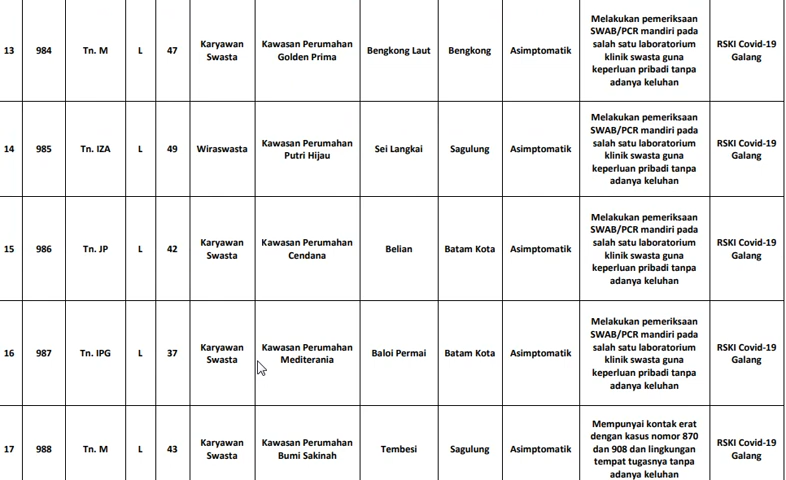 13 984 Tn. M L 47 Karyawan Swasta Kawasan Perumahan Golden Prima Bengkong Laut Bengkong Asimptomatik Melakukan pemeriksaan SWAB/PCR mandiri pada salah satu laboratorium klinik swasta guna keperluan pribadi tanpa adanya keluhan RSKI Covid-19 Galang
14 985 Tn. IZA L 49 Wiraswasta Kawasan Perumahan Putri Hijau Sei Langkai Sagulung Asimptomatik Melakukan pemeriksaan SWAB/PCR mandiri pada salah satu laboratorium klinik swasta guna keperluan pribadi tanpa adanya keluhan RSKI Covid-19 Galang
15 986 Tn. JP L 42 Karyawan Swasta Kawasan Perumahan Cendana Belian Batam Kota Asimptomatik Melakukan pemeriksaan SWAB/PCR mandiri pada salah satu laboratorium klinik swasta guna keperluan pribadi tanpa adanya keluhan RSKI Covid-19 Galang
16 987 Tn. IPG L 37 Karyawan Swasta Kawasan Perumahan Mediterania Baloi Permai Batam Kota Asimptomatik Melakukan pemeriksaan SWAB/PCR mandiri pada salah satu laboratorium klinik swasta guna keperluan pribadi tanpa adanya keluhan RSKI Covid-19 Galang
17 988 Tn. M L 43 Karyawan Swasta Kawasan Perumahan Bumi Sakinah Tembesi Sagulung Asimptomatik Mempunyai kontak erat dengan kasus nomor 870 dan 908 dan lingkungan tempat tugasnya tanpa adanya keluhan RSKI Covid-19 Galang